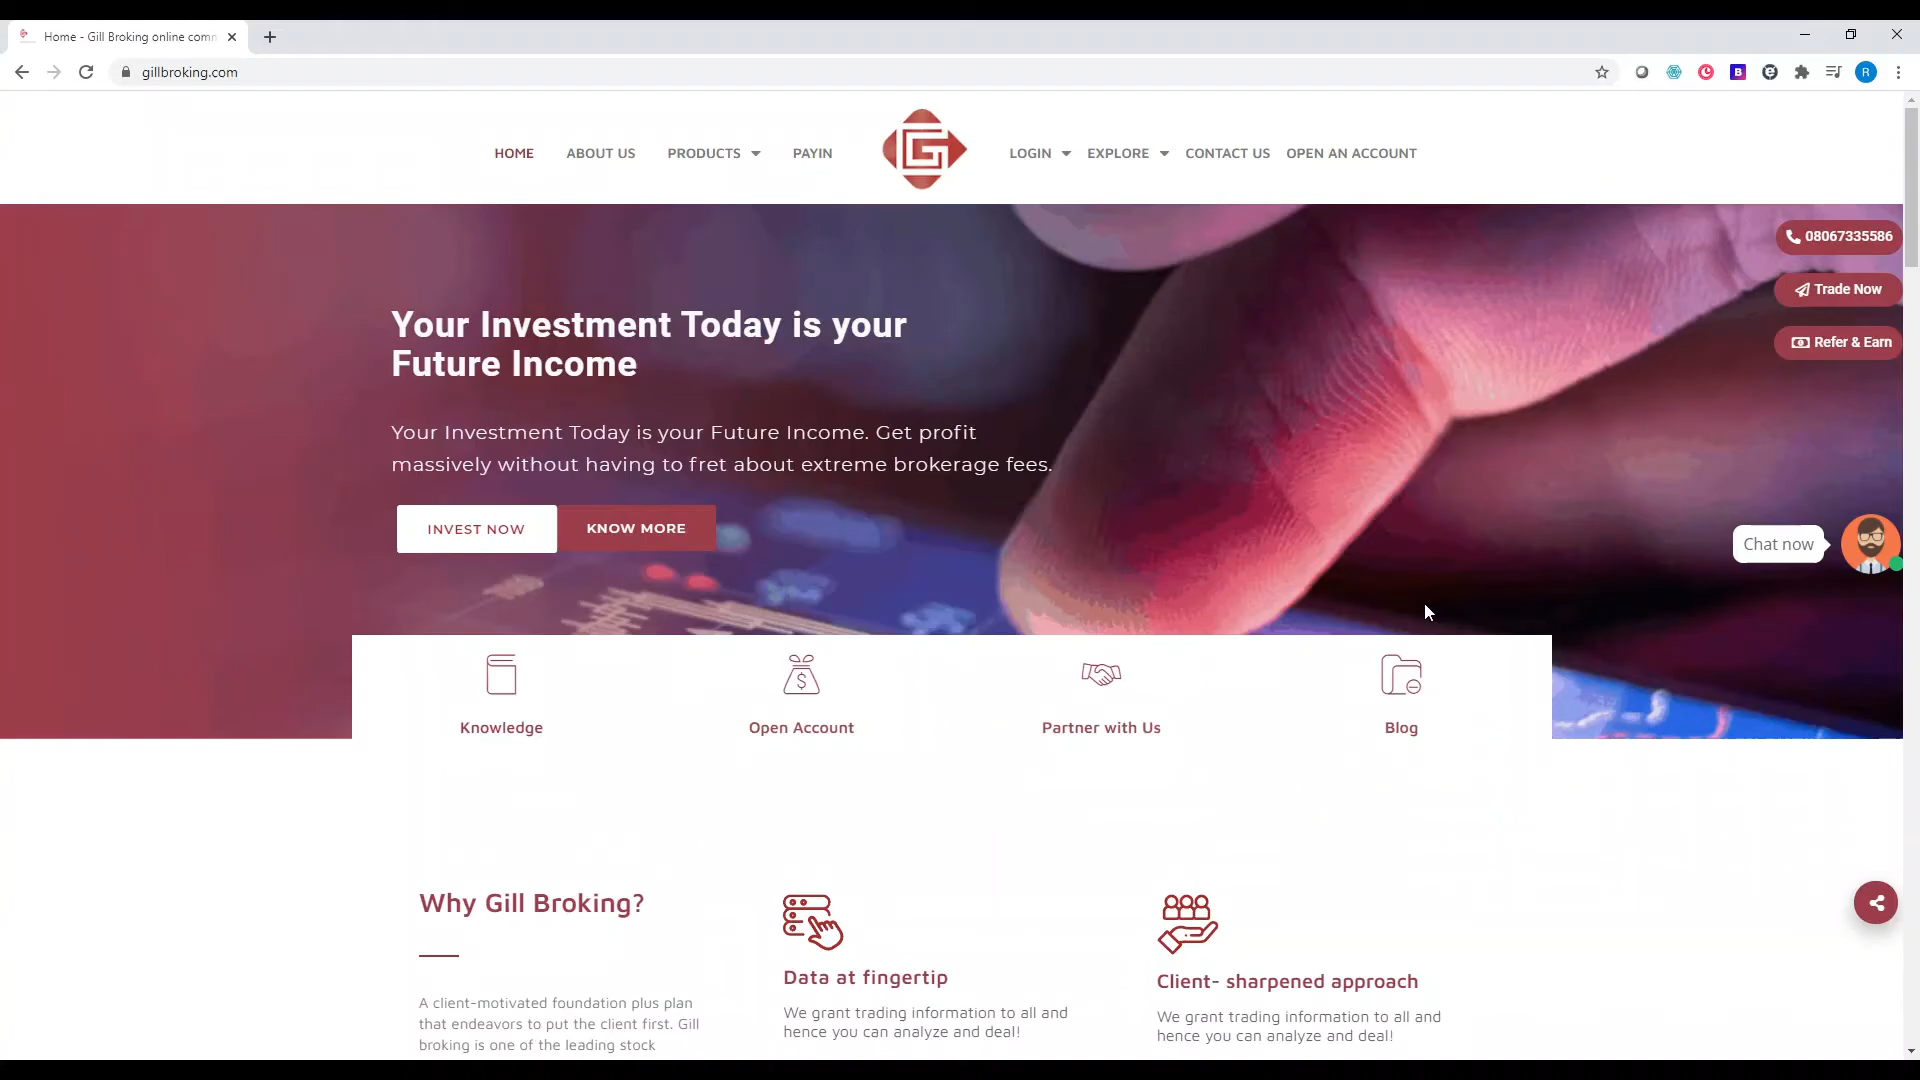 Home - Gill Broking online comm
gillbroking.com
B
R
HOME
ABOUT US
PRODUCTS
PAYIN
LOGIN
EXPLORE
CONTACT US
OPEN AN ACCOUNT
08067335586
Trade Now
Refer & Earn
Your Investment Today is your
Future Income
Your Investment Today is your Future Income. Get profit
massively without having to fret about extreme brokerage fees.
INVEST NOW
KNOW MORE
Chat now
Knowledge
Open Account
Partner with Us
Blog
Why Gill Broking?
A client-motivated foundation plus plan
that endeavors to put the client first. Gill
broking is one of the leading stock
Data at fingertip
We grant trading information to all and
hence you can analyze and deal!
Client- sharpened approach
We grant trading information to all and
hence you can analyze and deal!